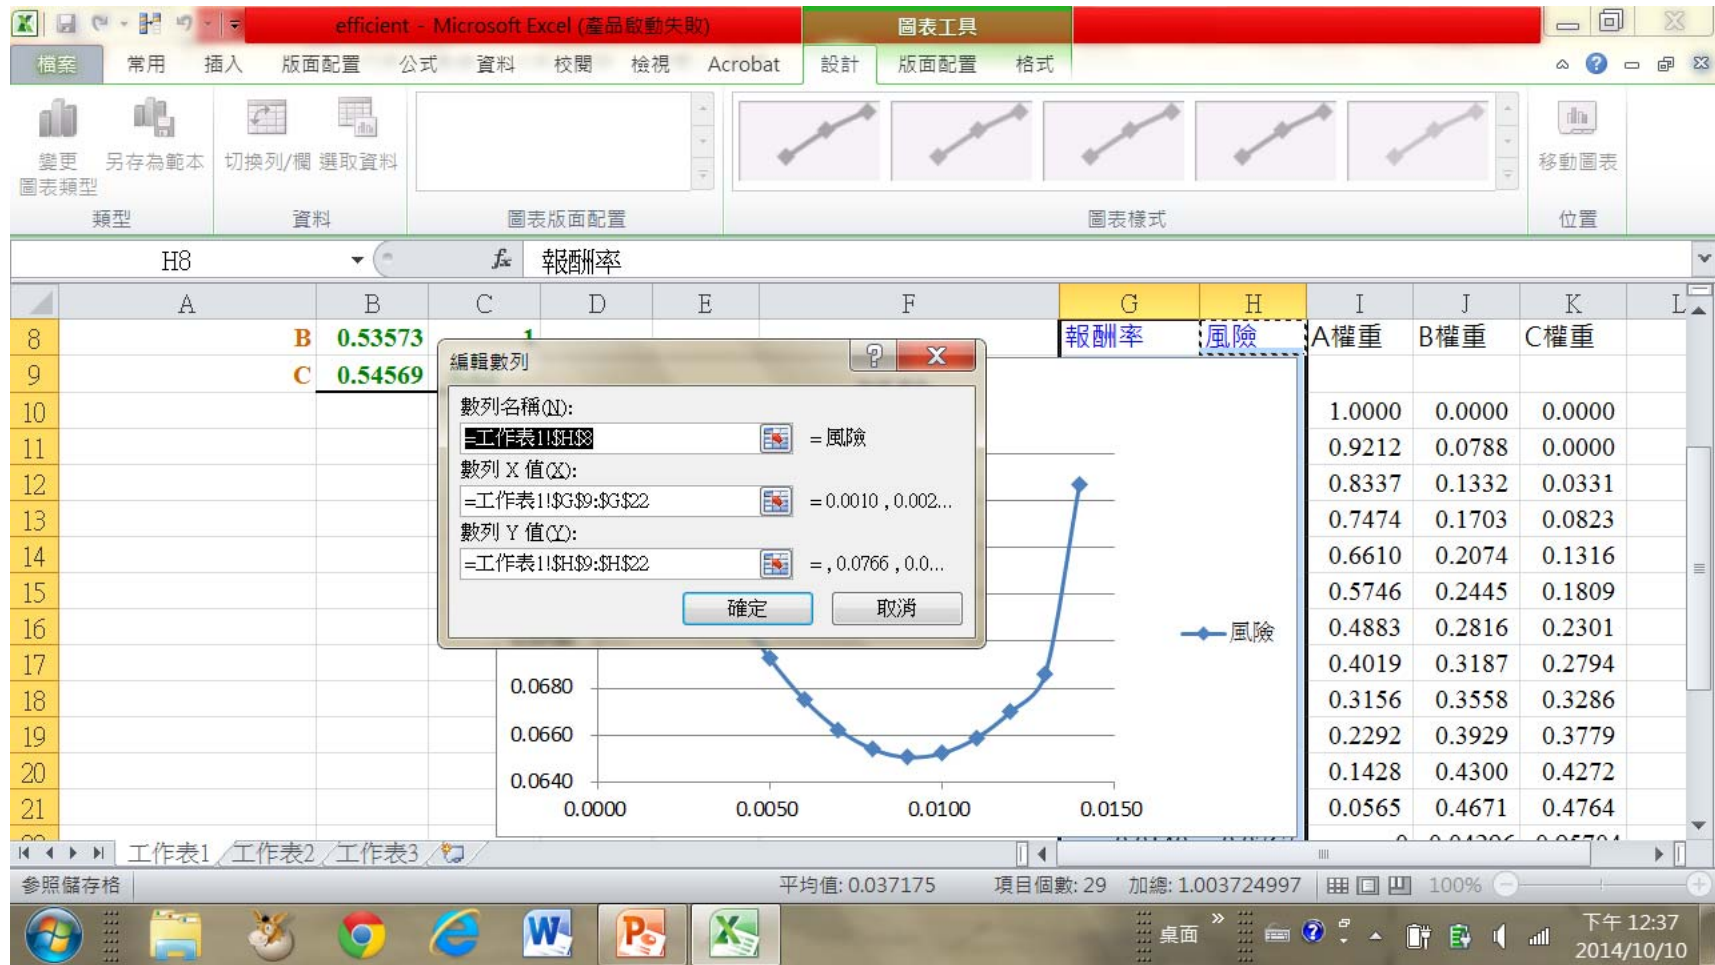 efficient - Microsoft Excel (產品啟動失敗)
圖表工具
檔案 常用 插入 版面配置 公式 資料 校閱 檢視 Acrobat 設計 版面配置 格式
變更
圖表類型
另存為範本
切換列/欄 選取資料
移動圖表
類型 資料 圖表版面配置 圖表樣式 位置
H8 fx 報酬率
A B C D E F G H I J K L
8 B 0.53573 1 報酬率 風險 A權重 B權重 C權重
9 C 0.54569
編輯數列
數列名稱(N):
=工作表1!$H$8 = 風險
數列 X 值(X):
=工作表1!$G$9:$G$22 = 0.0010 , 0.002...
數列 Y 值(Y):
=工作表1!$H$9:$H$22 = , 0.0766 , 0.0...
確定 取消
10 1.0000 0.0000 0.0000
11 0.9212 0.0788 0.0000
12 0.8337 0.1332 0.0331
13 0.7474 0.1703 0.0823
14 0.6610 0.2074 0.1316
15 0.5746 0.2445 0.1809
16 風險 0.4883 0.2816 0.2301
17 0.4019 0.3187 0.2794
18 0.0680 0.3156 0.3558 0.3286
19 0.0660 0.2292 0.3929 0.3779
20 0.0640 0.1428 0.4300 0.4272
21 0.0000 0.0050 0.0100 0.0150 0.0565 0.4671 0.4764
工作表1 工作表2 工作表3
參照儲存格 平均值: 0.037175 項目個數: 29 加總: 1.003724997 100%
桌面 下午 12:37
2014/10/10